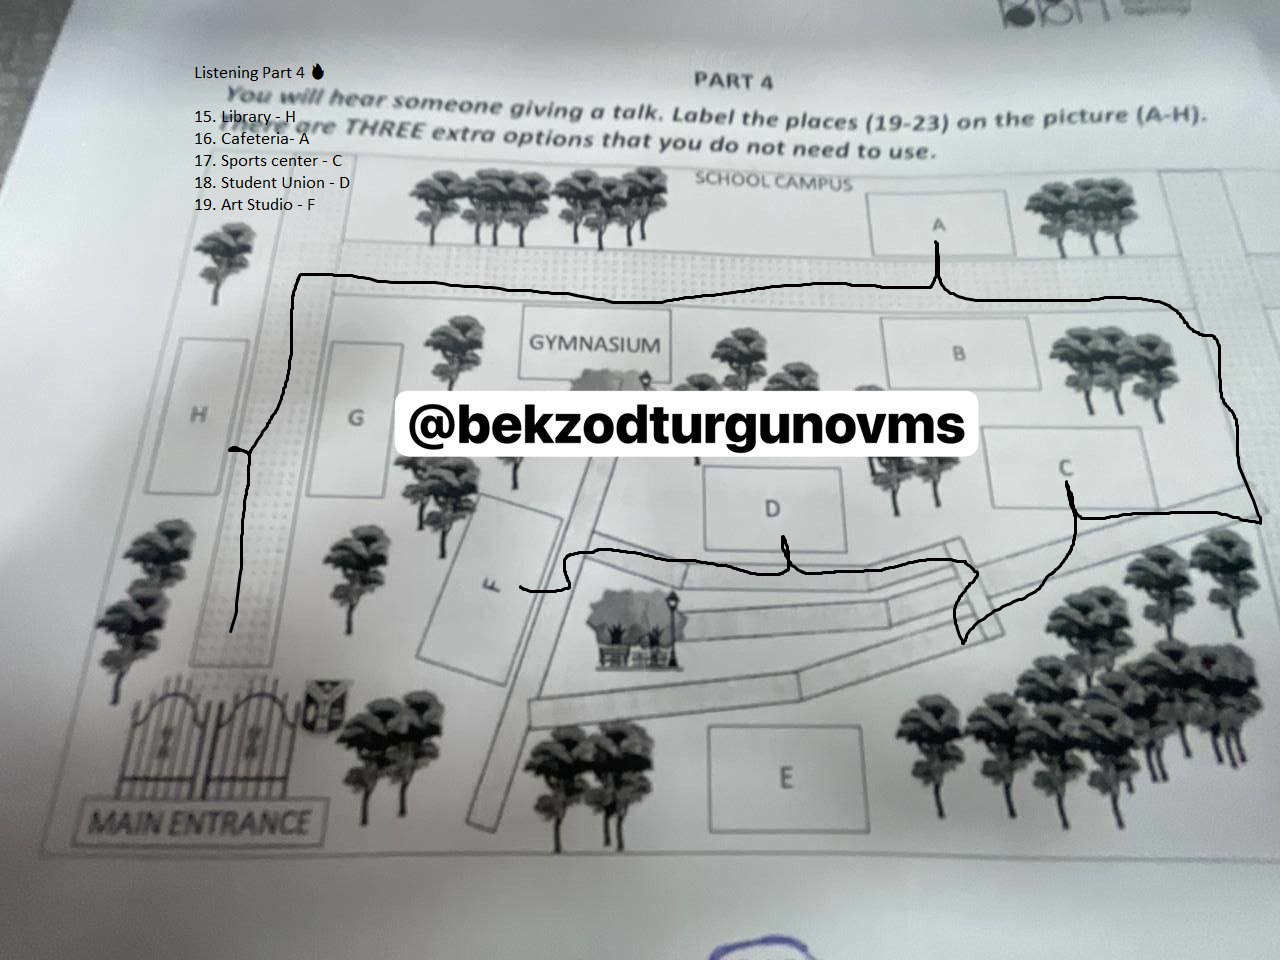 Listening Part 4
PART 4
You will hear someone giving a talk. Label the places (19-23) on the picture (A-H).
15. Library - H
There are THREE extra options that you do not need to use.
16. Cafeteria- A
17. Sports center - C
18. Student Union - D
19. Art Studio - F
SCHOOL CAMPUS
A
GYMNASIUM
B
H
G
@bekzodturgunovms
C
D
F
E
MAIN ENTRANCE